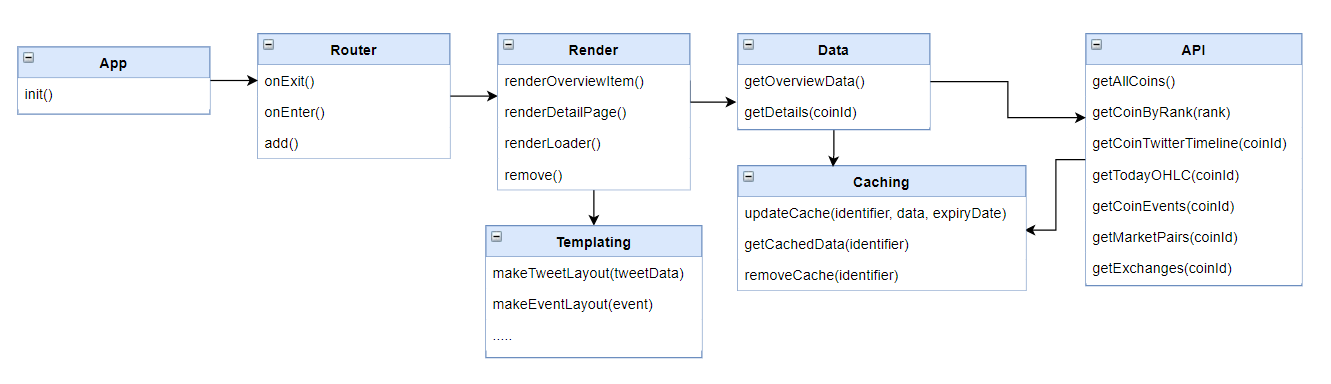 App
init()
Router
onExit()
onEnter()
add()
Render
renderOverviewItem()
renderDetailPage()
renderLoader()
remove()
Templating
makeTweetLayout(tweetData)
makeEventLayout(event)
.....
Data
getOverviewData()
getDetails(coinId)
Caching
updateCache(identifier, data, expiryDate)
getCachedData(identifier)
removeCache(identifier)
API
getAllCoins()
getCoinByRank(rank)
getCoinTwitterTimeline(coinId)
getTodayOHLC(coinId)
getCoinEvents(coinId)
getMarketPairs(coinId)
getExchanges(coinId)